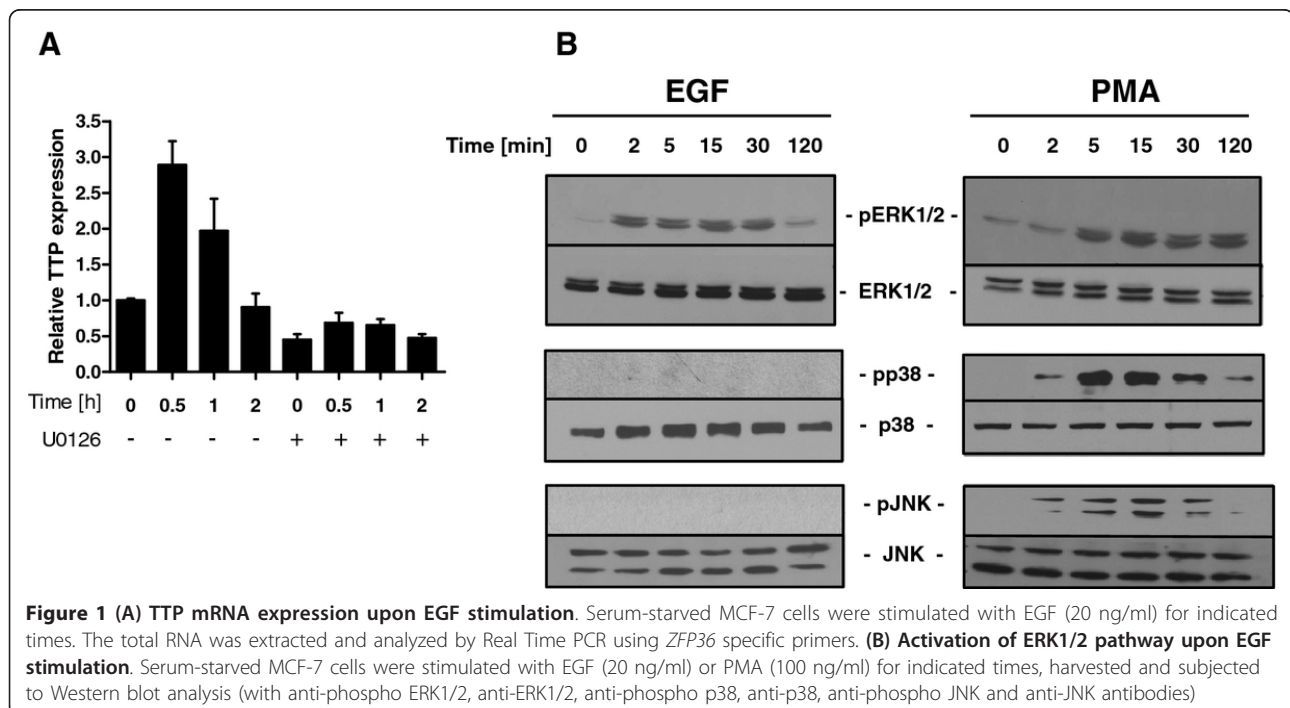 A
B
Relative TTP expression
3.5
3.0
2.5
2.0
1.5
1.0
0.5
0.0
Time [h] 0 0.5 1 2 0 0.5 1 2
U0126 - - - - + + + +
EGF
PMA
Time [min] 0 2 5 15 30 120
0 2 5 15 30 120
- pERK1/2 -
- ERK1/2 -
- pp38 -
- p38 -
- pJNK -
- JNK -
Figure 1 (A) TTP mRNA expression upon EGF stimulation. Serum-starved MCF-7 cells were stimulated with EGF (20 ng/ml) for indicated
times. The total RNA was extracted and analyzed by Real Time PCR using ZFP36 specific primers. (B) Activation of ERK1/2 pathway upon EGF
stimulation. Serum-starved MCF-7 cells were stimulated with EGF (20 ng/ml) or PMA (100 ng/ml) for indicated times, harvested and subjected
to Western blot analysis (with anti-phospho ERK1/2, anti-ERK1/2, anti-phospho p38, anti-p38, anti-phospho JNK and anti-JNK antibodies)